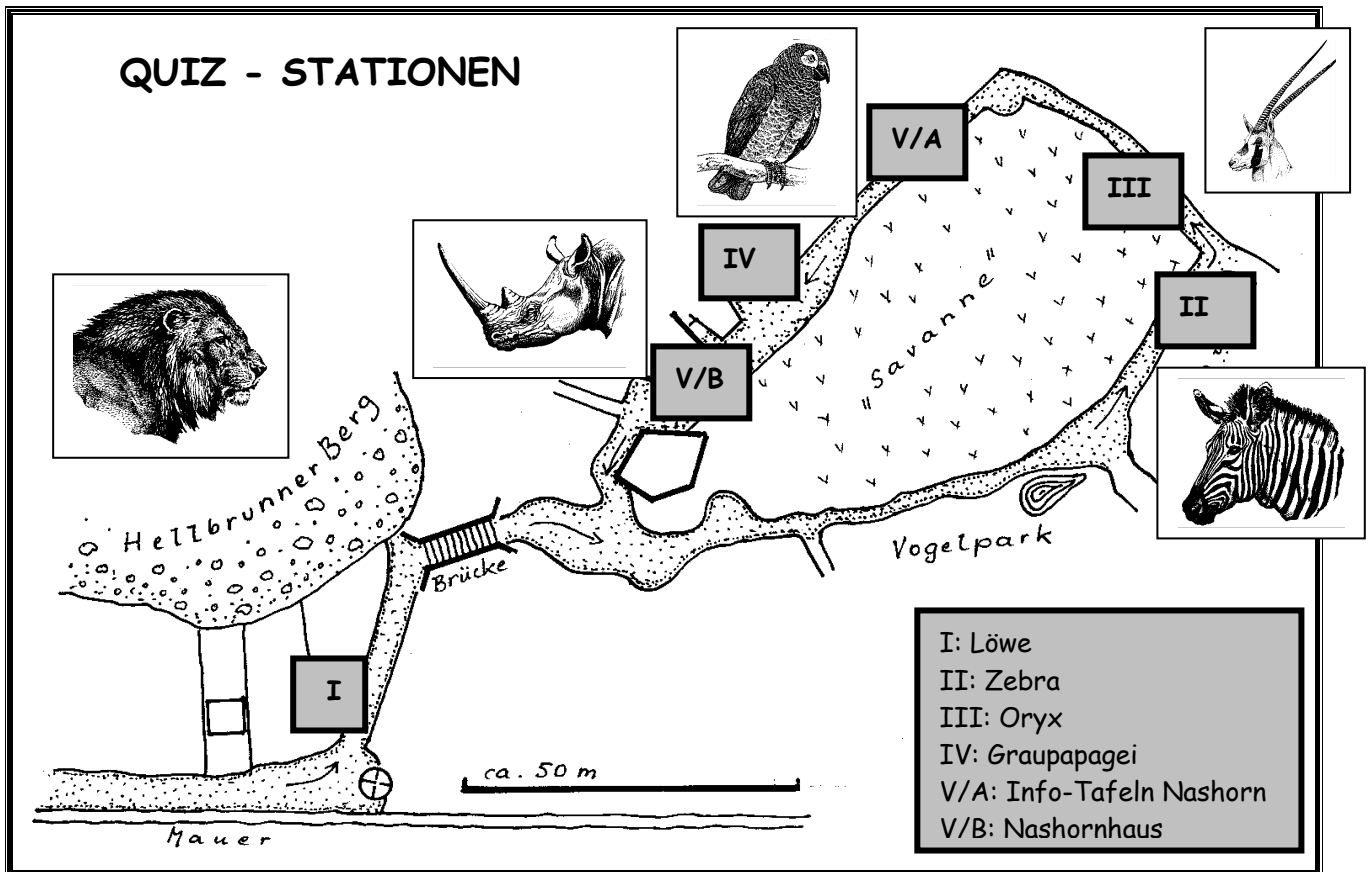 QUIZ - STATIONEN
V/A
III
IV
II
V/B
"Savanne"
Hellbrunner Berg
Brücke
Vogelpark
I
ca. 50 m
Mauer
I: Löwe
II: Zebra
III: Oryx
IV: Graupapagei
V/A: Info-Tafeln Nashorn
V/B: Nashornhaus